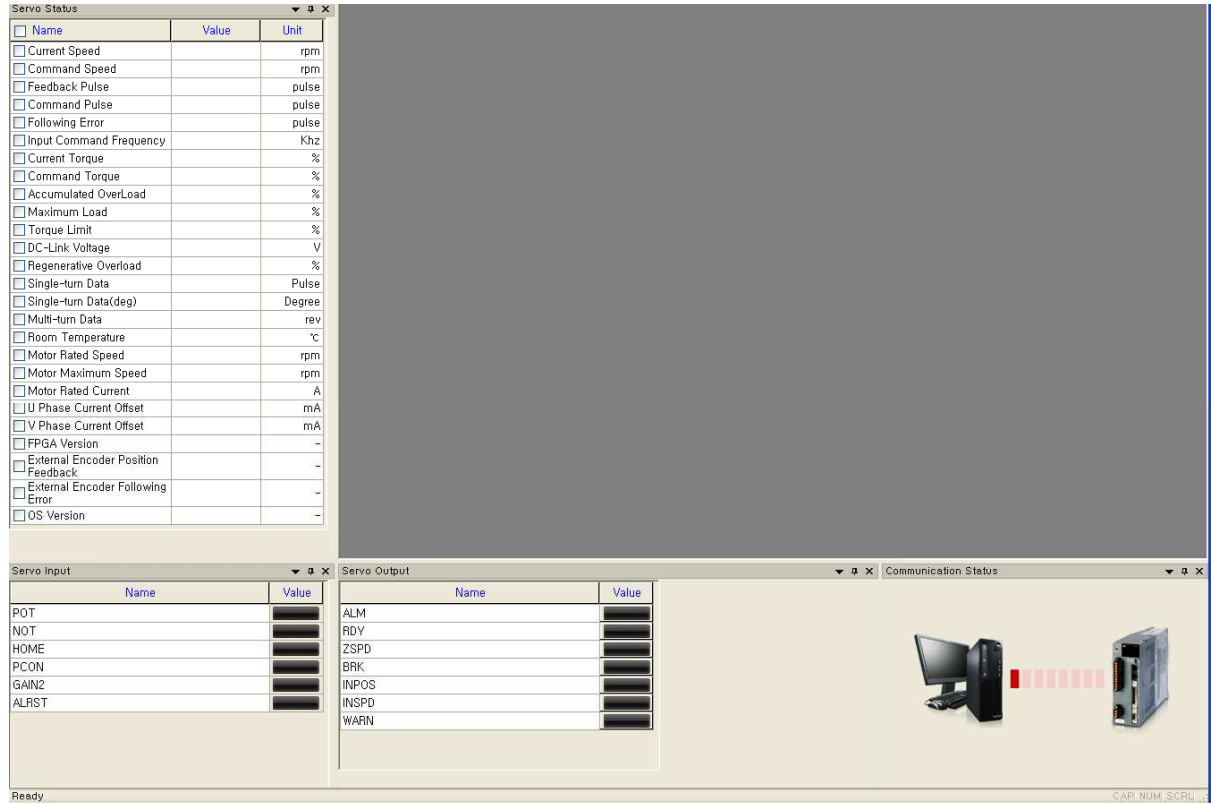 Servo Status
Name Value Unit
Current Speed rpm
Command Speed rpm
Feedback Pulse pulse
Command Pulse pulse
Following Error pulse
Input Command Frequency Khz
Current Torque %
Command Torque %
Accumulated OverLoad %
Maximum Load %
Torque Limit %
DC-Link Voltage V
Regenerative Overload %
Single-turn Data Pulse
Single-turn Data(deg) Degree
Multi-turn Data rev
Room Temperature ℃
Motor Rated Speed rpm
Motor Maximum Speed rpm
Motor Rated Current A
U Phase Current Offset mA
V Phase Current Offset mA
FPGA Version -
External Encoder Position
Feedback -
External Encoder Following
Error -
OS Version -
Servo Input
Name Value
POT
NOT
HOME
PCON
GAIN2
ALRST
Servo Output
Name Value
ALM
RDY
ZSPD
BRK
INPOS
INSPD
WARN
Communication Status
Ready
CAP NUM SCRL